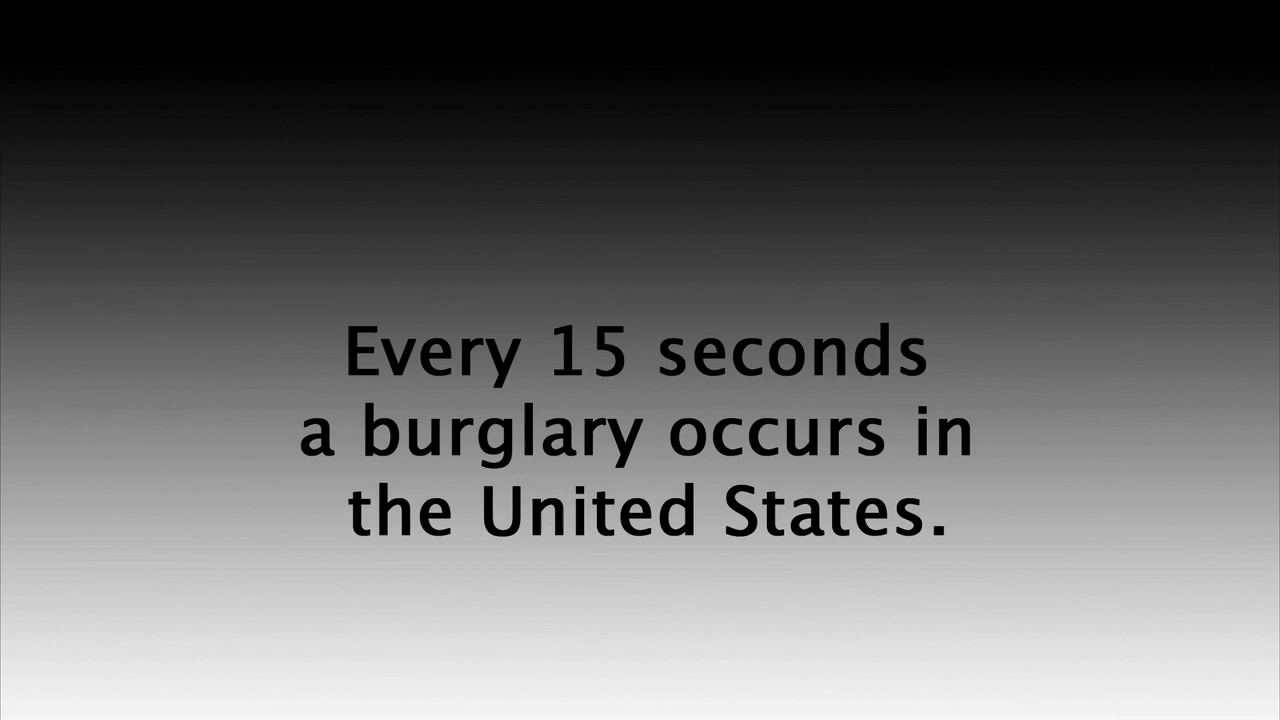 Every 15 seconds
a burglary occurs in
the United States.